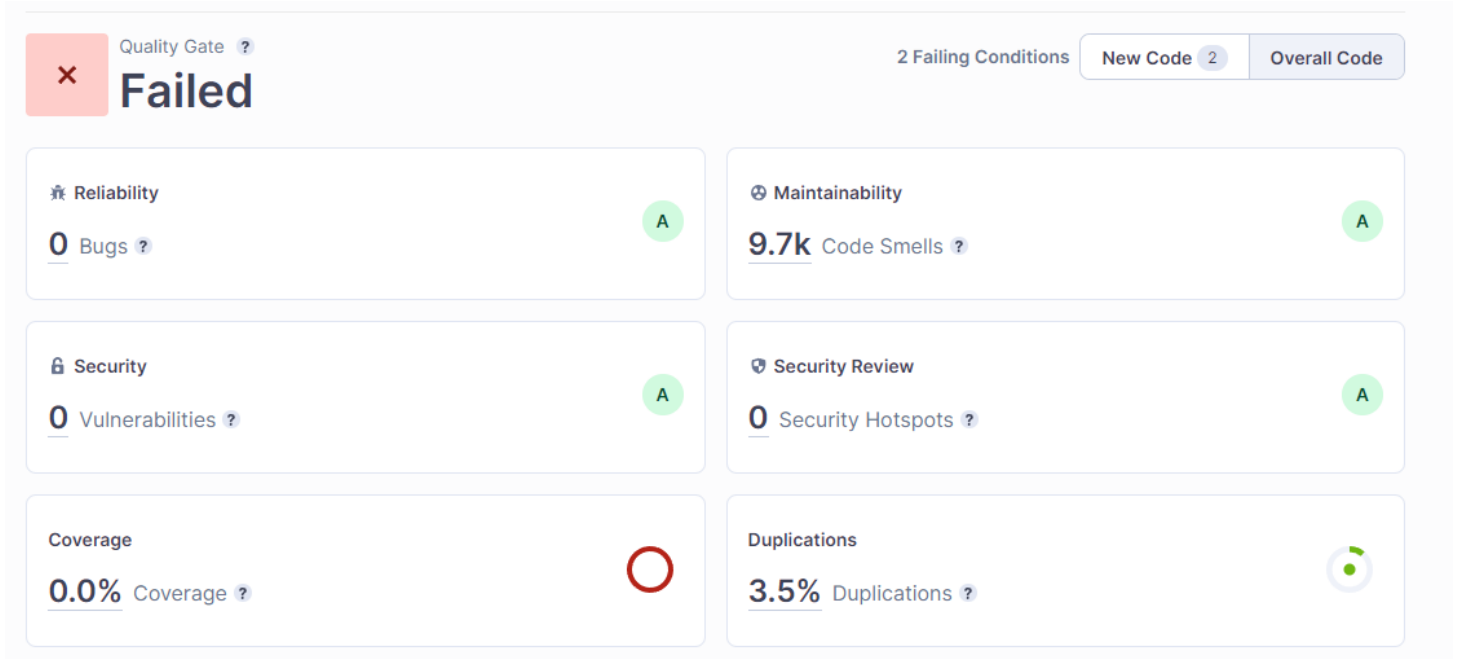 Quality Gate ?
Failed
2 Failing Conditions
New Code 2
Overall Code
Reliability
0 Bugs ?
A
Maintainability
9.7k Code Smells ?
A
Security
0 Vulnerabilities ?
A
Security Review
0 Security Hotspots ?
A
Coverage
0.0% Coverage ?
Duplications
3.5% Duplications ?